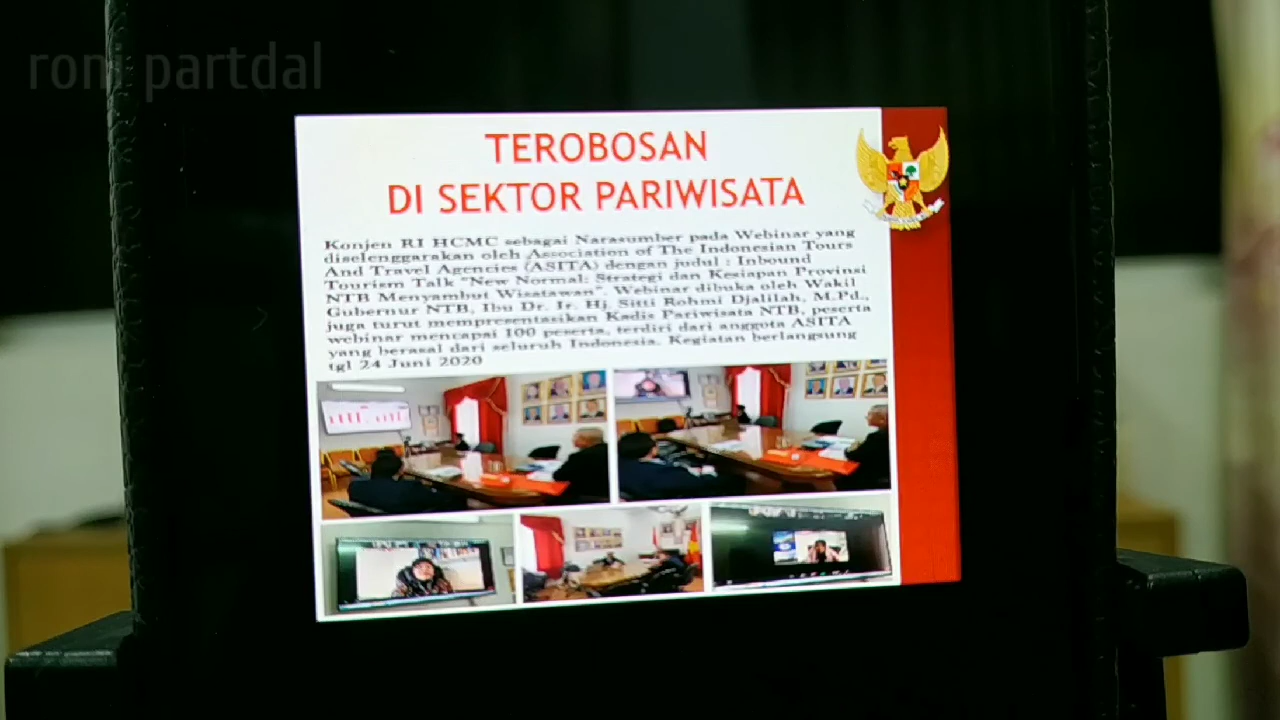 roni partdal
TEROBOSAN
DI SEKTOR PARIWISATA
Konjen RI HCMC sebagai Narasumber pada Webinar yang
diselenggarakan oleh Association of The Indonesian Tours
And Travel Agencies (ASITA) dengan judul : Inbound
Tourism Talk "New Normal: Strategi dan Kesiapan Provinsi
NTB Menyambut Wisatawan". Webinar dibuka oleh Wakil
Gubernur NTB, Ibu Dr. Ir. Hj. Sitti Rohmi Djalilah, M.Pd.,
juga turut mempresentasikan Kadis Pariwisata NTB, peserta
webinar mencapai 100 peserta, terdiri dari anggota ASITA
yang berasal dari seluruh Indonesia. Kegiatan berlangsung
tgl 24 Juni 2020